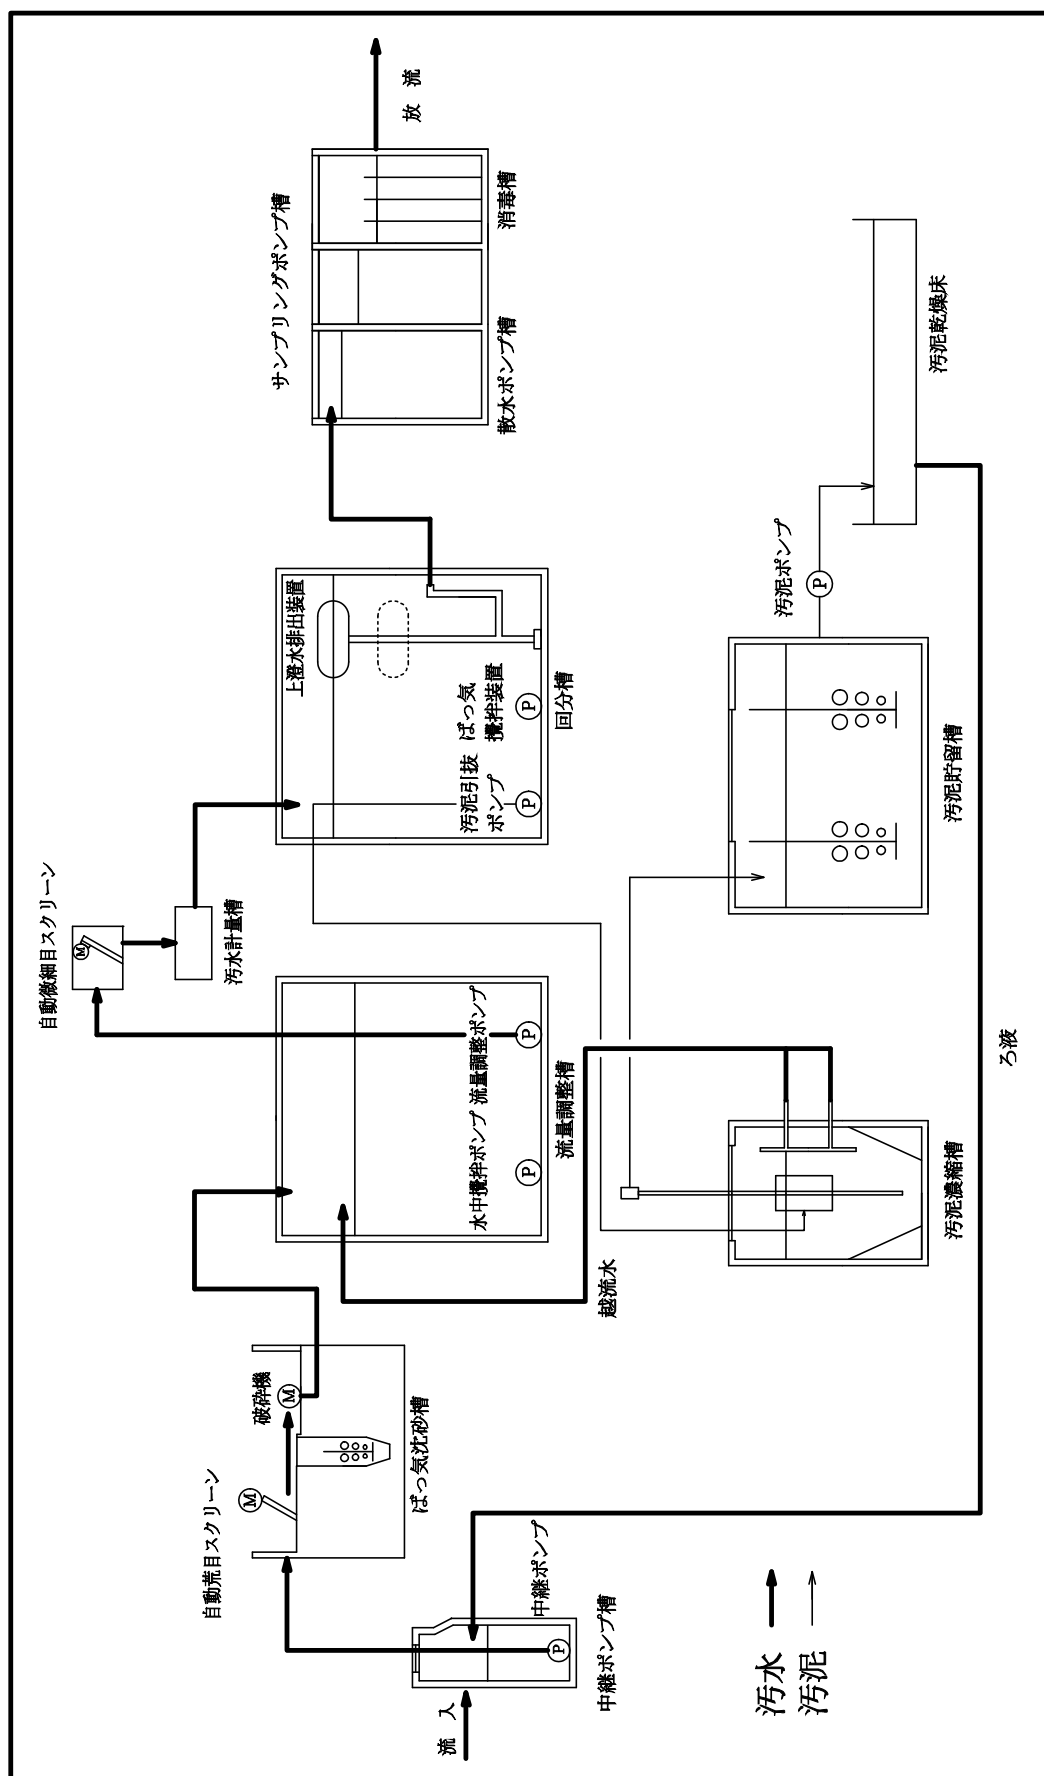 流 入
中継ポンプ槽
中継ポンプ
P
自動荒目スクリーン
M
破砕機
M
ばっ気沈砂槽
越流水
水中攪拌ポンプ
P
流量調整ポンプ
P
流量調整槽
自動微細目スクリーン
M
汚水計量槽
上澄水排出装置
汚泥引抜
ポンプ
P
ばっ気
攪拌装置
P
回分槽
サンプリングポンプ槽
散水ポンプ槽
消毒槽
放 流
汚泥濃縮槽
汚泥貯留槽
汚泥ポンプ
P
汚泥乾燥床
ろ液
汚水
汚泥